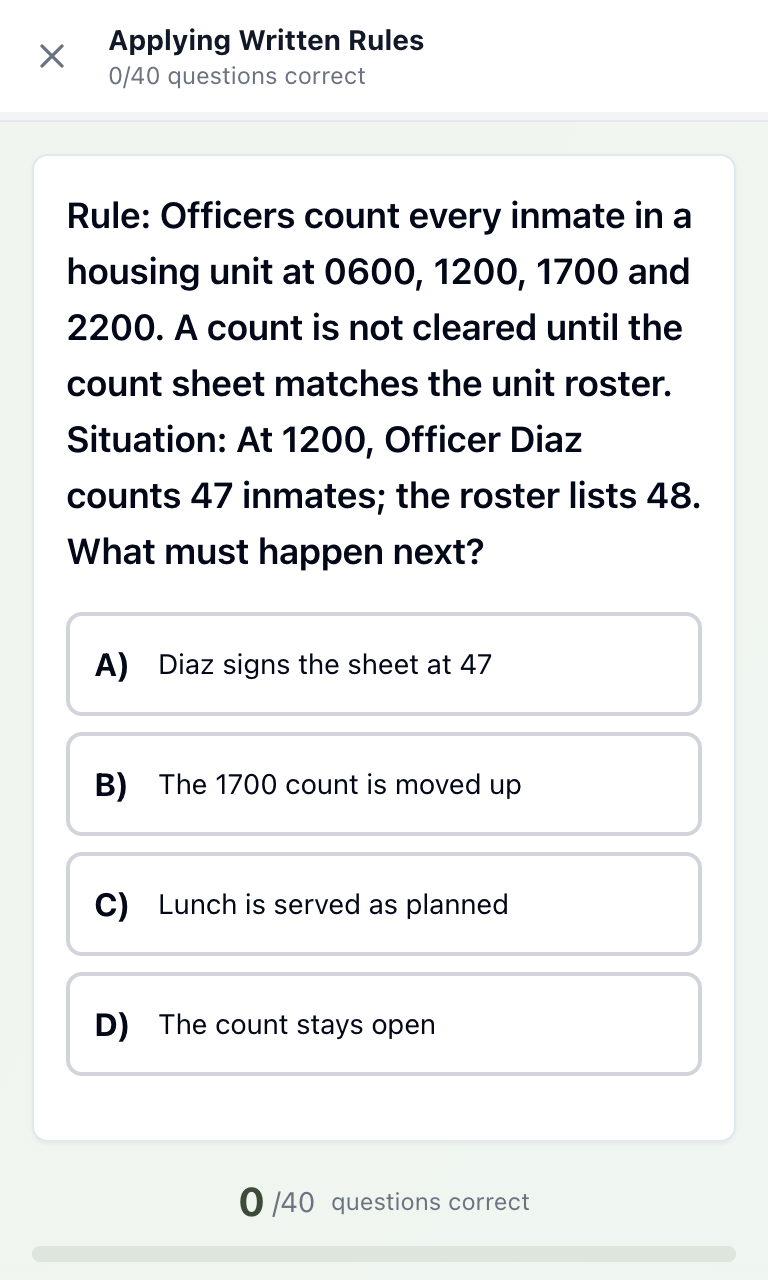 Applying Written Rules
0/40 questions correct
Rule: Officers count every inmate in a
housing unit at 0600, 1200, 1700 and
2200. A count is not cleared until the
count sheet matches the unit roster.
Situation: At 1200, Officer Diaz
counts 47 inmates; the roster lists 48.
What must happen next?
A) Diaz signs the sheet at 47
B) The 1700 count is moved up
C) Lunch is served as planned
D) The count stays open
0 /40 questions correct